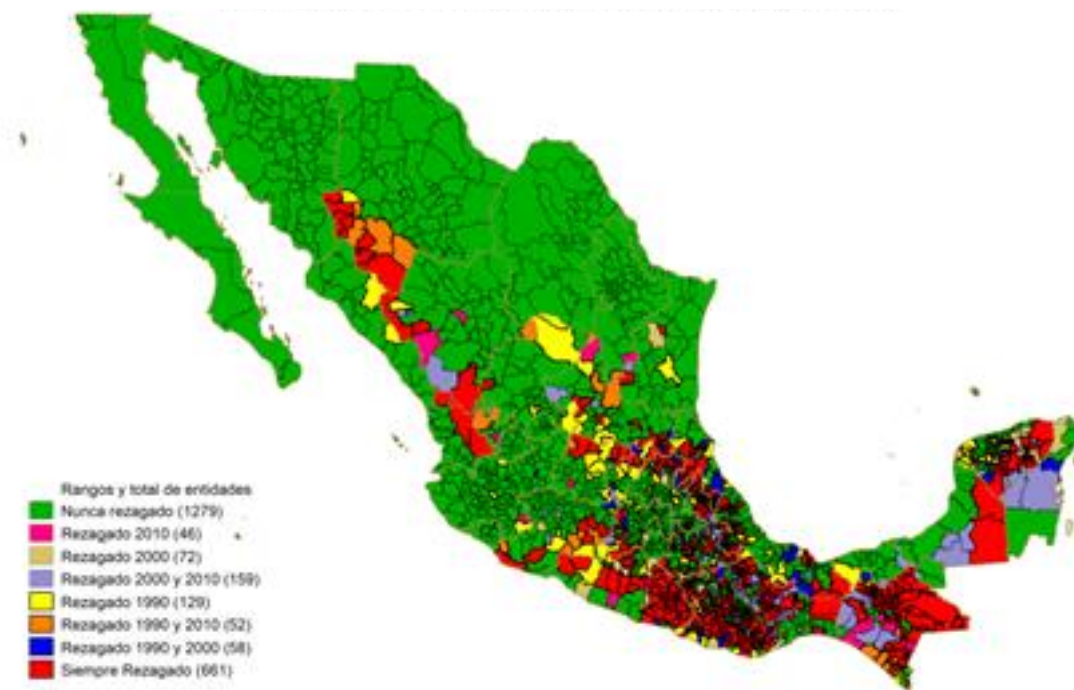 Rangos y total de entidades
Nunca rezagado (1279)
Rezagado 2010 (46)
Rezagado 2000 (72)
Rezagado 2000 y 2010 (159)
Rezagado 1990 (129)
Rezagado 1990 y 2010 (52)
Rezagado 1990 y 2000 (58)
Siempre Rezagado (661)